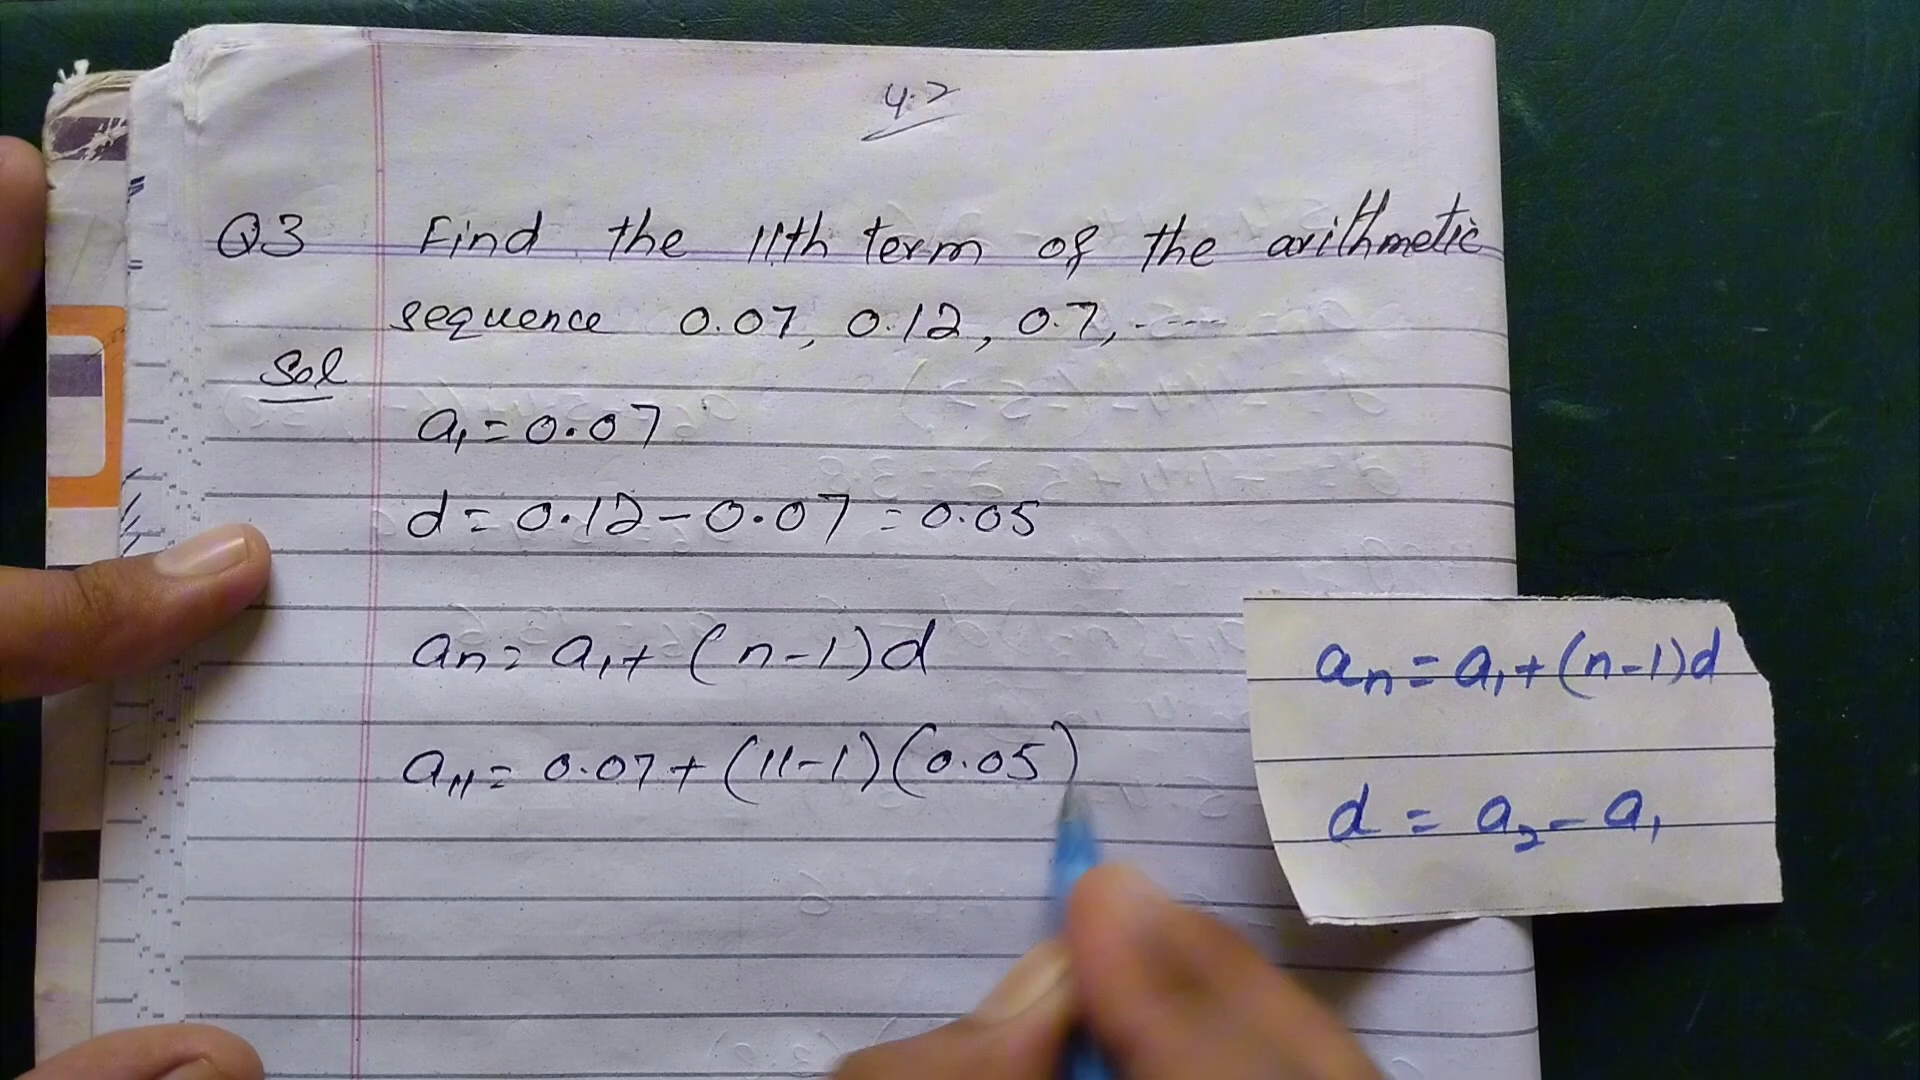 4.2
Q3 Find the 11th term of the arithmetic
sequence 0.07, 0.12, 0.7, ----
Sol
a₁ = 0.07
d = 0.12 - 0.07 = 0.05
an = a₁ + (n-1)d
a₁₁ = 0.07 + (11-1)(0.05)
an = a₁ + (n-1)d
d = a₂ - a₁